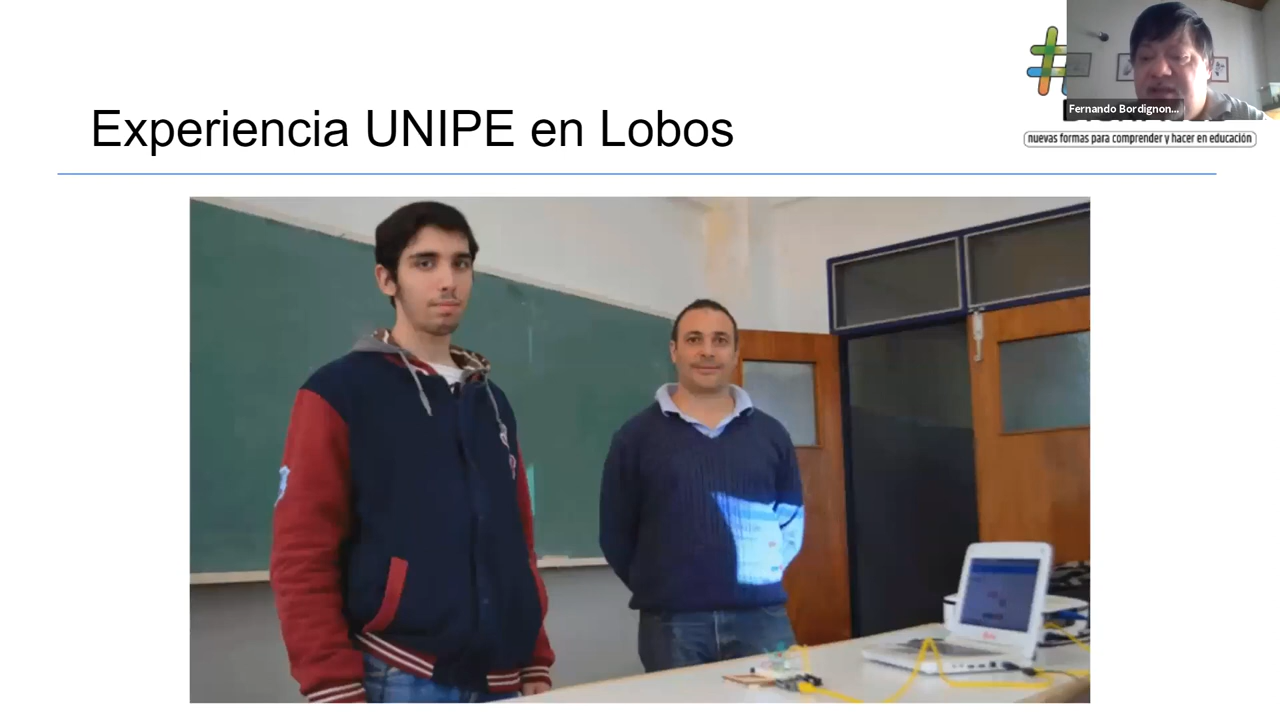 Experiencia UNIPE en Lobos
Fernando Bordignon...
nuevas formas para comprender y hacer en educación